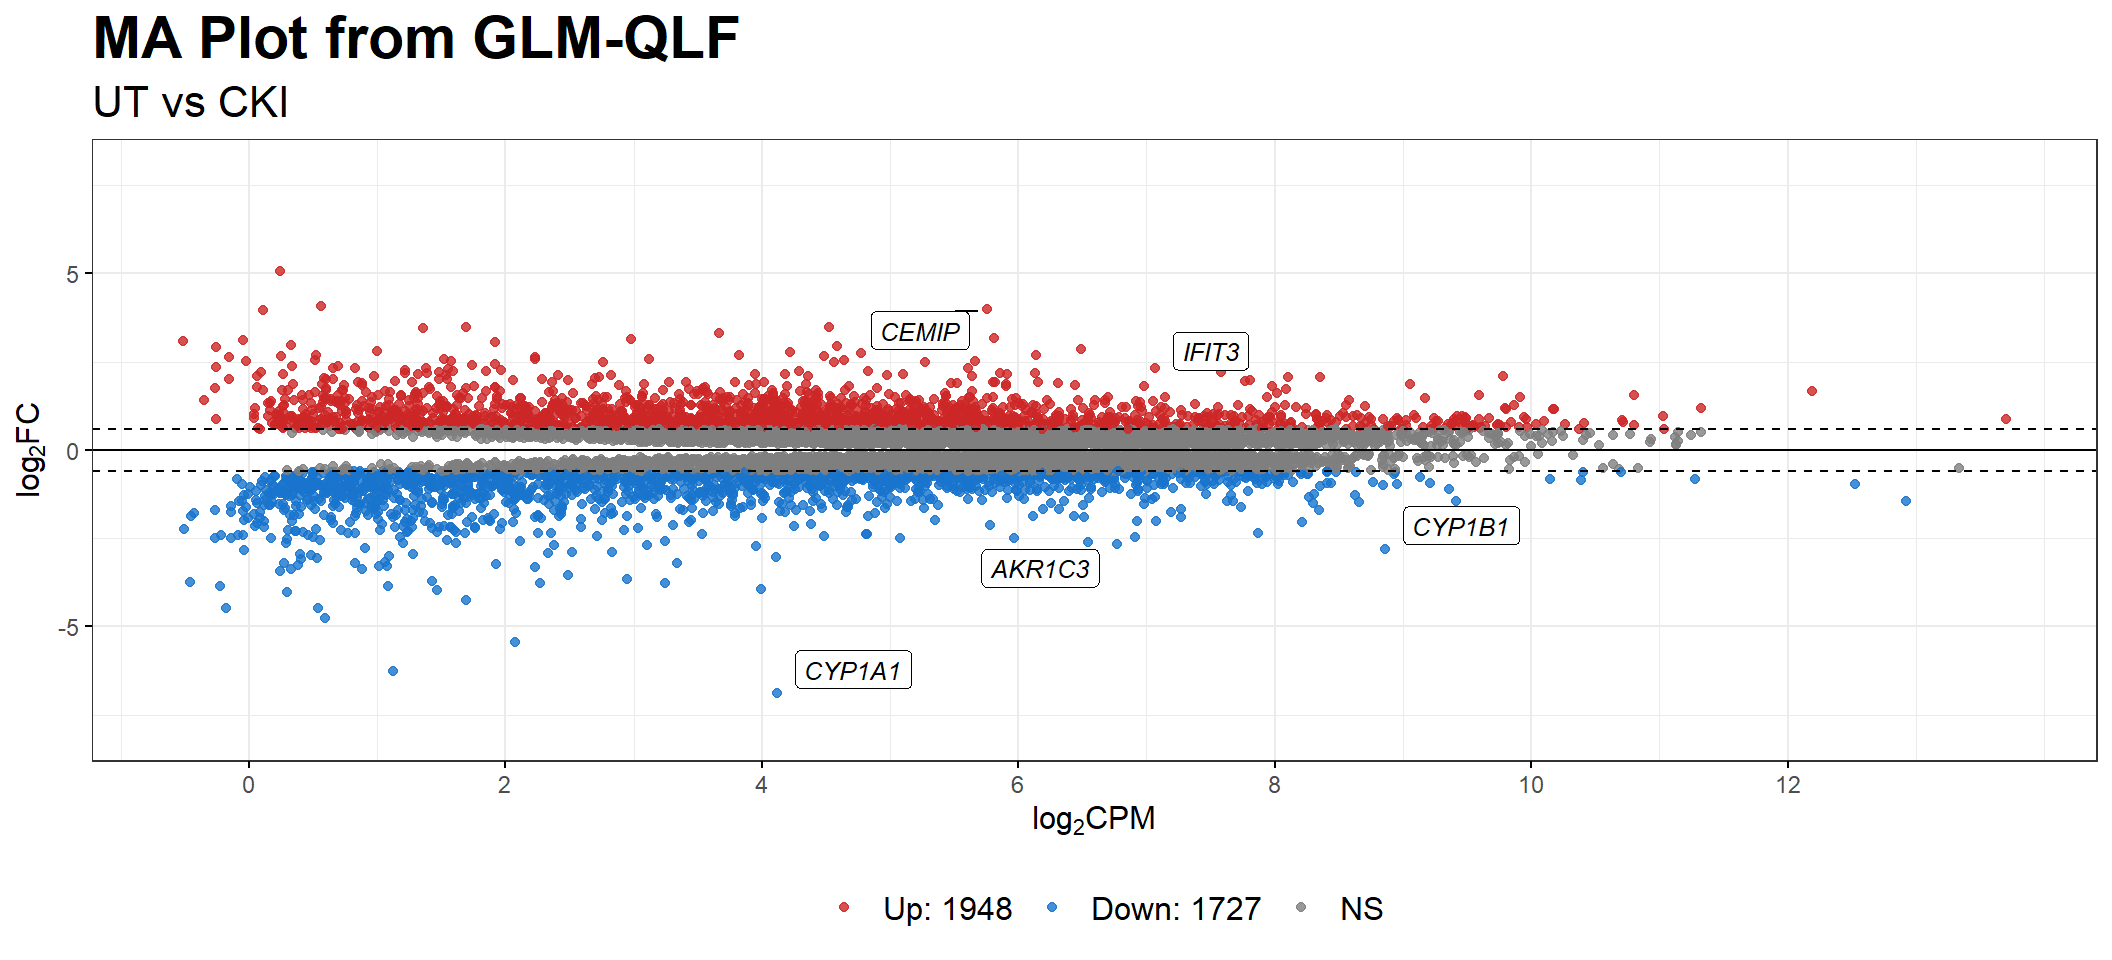 MA Plot from GLM-QLF
UT vs CKI
log2FC
5
0
-5
CEMIP
IFIT3
CYP1B1
AKR1C3
CYP1A1
0 2 4 6 8 10 12
log2CPM
Up: 1948 Down: 1727 NS